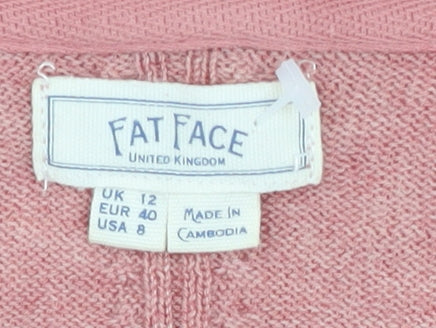 FAT FACE
UNITED KINGDOM
UK 12
EUR 40
USA 8
MADE IN
CAMBODIA